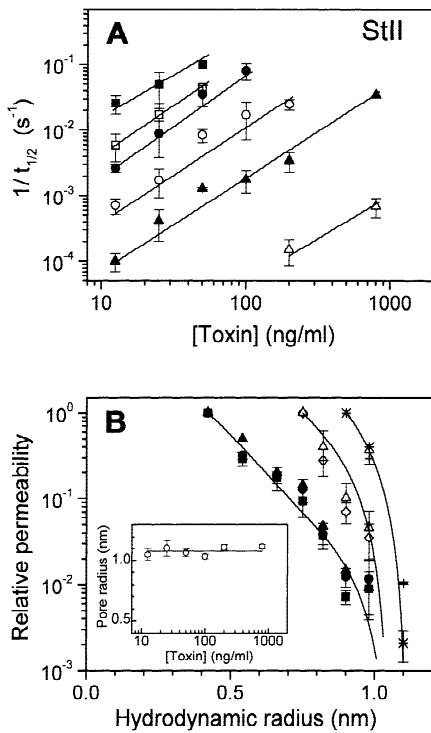 A
StII
10⁻¹
10⁻²
10⁻³
10⁻⁴
1/ t₁/₂ (s⁻¹)
10 100 1000
[Toxin] (ng/ml)
B
10⁰
10⁻¹
10⁻²
10⁻³
Relative permeability
1.0
0.5
Pore radius (nm)
10 100 1000
[Toxin] (ng/ml)
0.0 0.5 1.0
Hydrodynamic radius (nm)